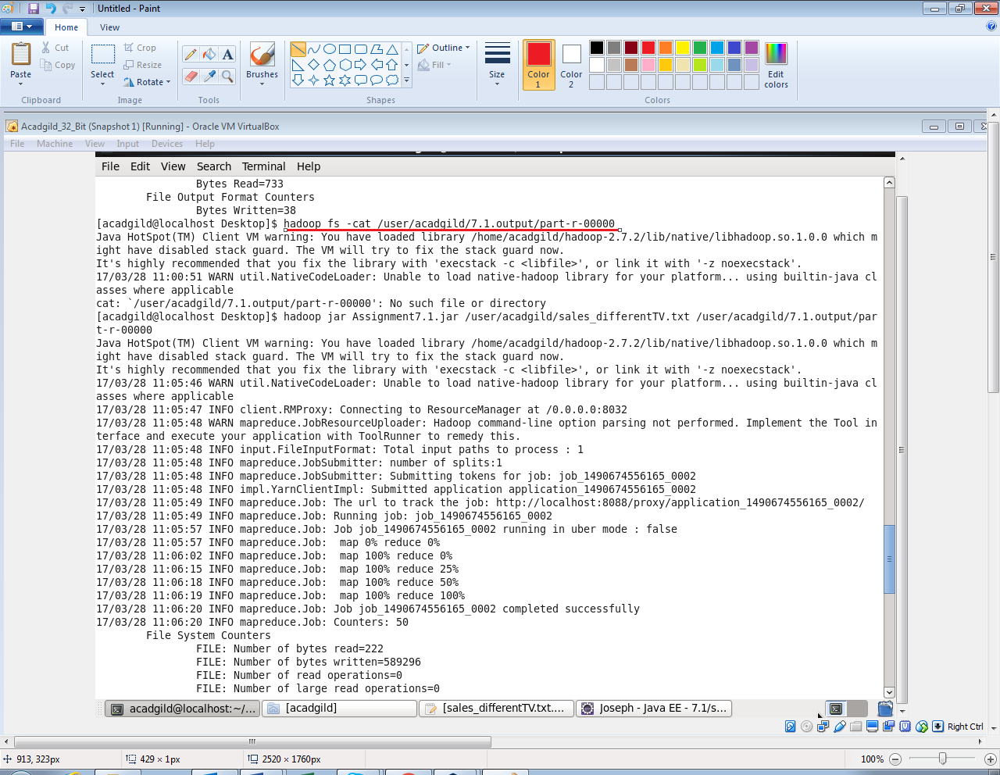 Untitled - Paint
Home View
Paste
Cut
Copy
Clipboard
Select
Crop
Resize
Rotate
Image
A
Tools
Brushes
Outline
Fill
Shapes
Size
Color 1
Color 2
Edit colors
Colors
Acadgild_32_Bit (Snapshot 1) [Running] - Oracle VM VirtualBox
File Machine View Input Devices Help
File Edit View Search Terminal Help
Bytes Read=733
File Output Format Counters
Bytes Written=38
[acadgild@localhost Desktop]$ hadoop fs -cat /user/acadgild/7.1.output/part-r-00000
Java HotSpot(TM) Client VM warning: You have loaded library /home/acadgild/hadoop-2.7.2/lib/native/libhadoop.so.1.0.0 which m
ight have disabled stack guard. The VM will try to fix the stack guard now.
It's highly recommended that you fix the library with 'execstack -c <libfile>', or link it with '-z noexecstack'.
17/03/28 11:00:51 WARN util.NativeCodeLoader: Unable to load native-hadoop library for your platform... using builtin-java cl
asses where applicable
cat: `/user/acadgild/7.1.output/part-r-00000': No such file or directory
[acadgild@localhost Desktop]$ hadoop jar Assignment7.1.jar /user/acadgild/sales_differentTV.txt /user/acadgild/7.1.output/par
t-r-00000
Java HotSpot(TM) Client VM warning: You have loaded library /home/acadgild/hadoop-2.7.2/lib/native/libhadoop.so.1.0.0 which m
ight have disabled stack guard. The VM will try to fix the stack guard now.
It's highly recommended that you fix the library with 'execstack -c <libfile>', or link it with '-z noexecstack'.
17/03/28 11:05:46 WARN util.NativeCodeLoader: Unable to load native-hadoop library for your platform... using builtin-java cl
asses where applicable
17/03/28 11:05:47 INFO client.RMProxy: Connecting to ResourceManager at /0.0.0.0:8032
17/03/28 11:05:48 WARN mapreduce.JobResourceUploader: Hadoop command-line option parsing not performed. Implement the Tool in
terface and execute your application with ToolRunner to remedy this.
17/03/28 11:05:48 INFO input.FileInputFormat: Total input paths to process : 1
17/03/28 11:05:48 INFO mapreduce.JobSubmitter: number of splits:1
17/03/28 11:05:48 INFO mapreduce.JobSubmitter: Submitting tokens for job: job_1490674556165_0002
17/03/28 11:05:48 INFO impl.YarnClientImpl: Submitted application application_1490674556165_0002
17/03/28 11:05:49 INFO mapreduce.Job: The url to track the job: http://localhost:8088/proxy/application_1490674556165_0002/
17/03/28 11:05:49 INFO mapreduce.Job: Running job: job_1490674556165_0002
17/03/28 11:05:57 INFO mapreduce.Job: Job job_1490674556165_0002 running in uber mode : false
17/03/28 11:05:57 INFO mapreduce.Job:  map 0% reduce 0%
17/03/28 11:06:02 INFO mapreduce.Job:  map 100% reduce 0%
17/03/28 11:06:15 INFO mapreduce.Job:  map 100% reduce 25%
17/03/28 11:06:18 INFO mapreduce.Job:  map 100% reduce 50%
17/03/28 11:06:19 INFO mapreduce.Job:  map 100% reduce 100%
17/03/28 11:06:20 INFO mapreduce.Job: Job job_1490674556165_0002 completed successfully
17/03/28 11:06:20 INFO mapreduce.Job: Counters: 50
File System Counters
FILE: Number of bytes read=222
FILE: Number of bytes written=589296
FILE: Number of read operations=0
FILE: Number of large read operations=0
acadgild@localhost:~/... [acadgild] [sales_differentTV.txt.... Joseph - Java EE - 7.1/s...
Right Ctrl
913, 323px 429 × 1px 2520 × 1760px 100%